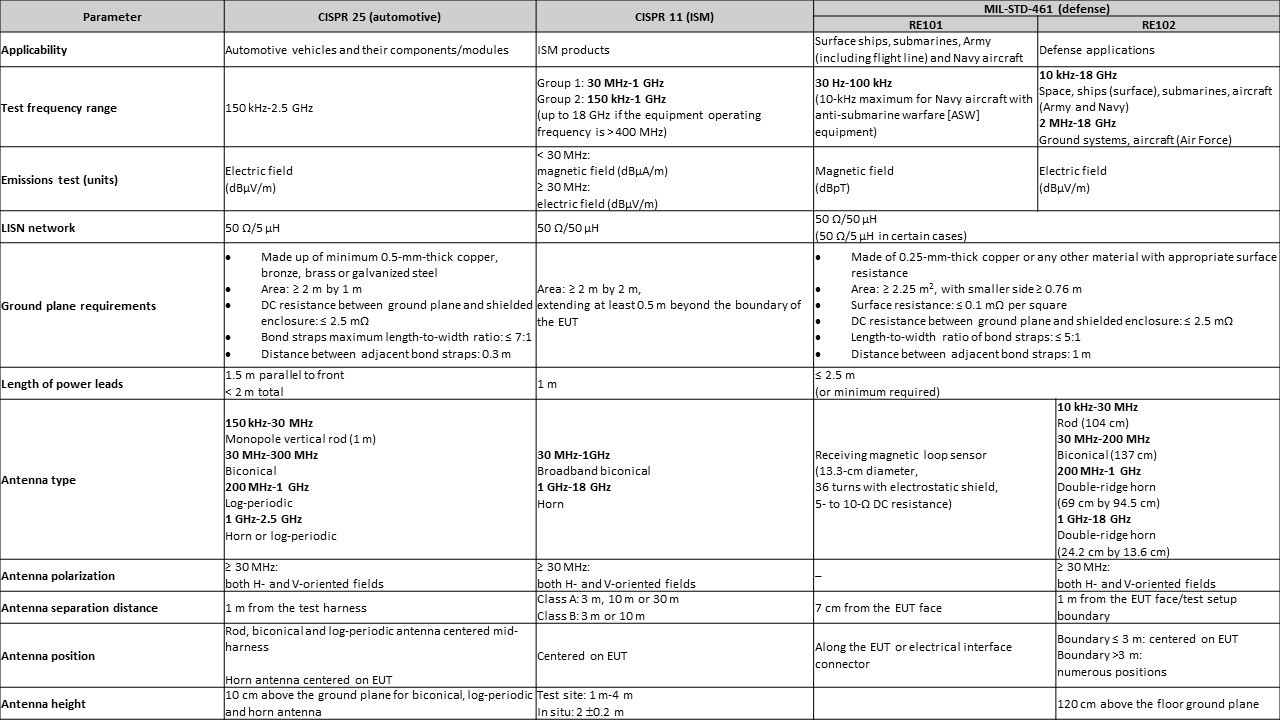 Parameter
CISPR 25 (automotive)
CISPR 11 (ISM)
MIL-STD-461 (defense)
RE101
RE102
Applicability
Automotive vehicles and their components/modules
ISM products
Surface ships, submarines, Army
(including flight line) and Navy aircraft
Defense applications
Test frequency range
150 kHz-2.5 GHz
Group 1: 30 MHz-1 GHz
Group 2: 150 kHz-1 GHz
(up to 18 GHz if the equipment operating
frequency is > 400 MHz)
30 Hz-100 kHz
(10-kHz maximum for Navy aircraft with
anti-submarine warfare [ASW]
equipment)
10 kHz-18 GHz
Space, ships (surface), submarines, aircraft
(Army and Navy)
2 MHz-18 GHz
Ground systems, aircraft (Air Force)
Emissions test (units)
Electric field
(dBµV/m)
< 30 MHz:
magnetic field (dBµA/m)
≥ 30 MHz:
electric field (dBµV/m)
Magnetic field
(dBpT)
Electric field
(dBµV/m)
LISN network
50 Ω/5 µH
50 Ω/50 µH
50 Ω/50 µH
(50 Ω/5 µH in certain cases)
Ground plane requirements
• Made up of minimum 0.5-mm-thick copper,
bronze, brass or galvanized steel
• Area: ≥ 2 m by 1 m
• DC resistance between ground plane and shielded
enclosure: ≤ 2.5 mΩ
• Bond straps maximum length-to-width ratio: ≤ 7:1
• Distance between adjacent bond straps: 0.3 m
Area: ≥ 2 m by 2 m,
extending at least 0.5 m beyond the boundary of
the EUT
• Made of 0.25-mm-thick copper or any other material with appropriate surface
resistance
• Area: ≥ 2.25 m², with smaller side ≥ 0.76 m
• Surface resistance: ≤ 0.1 mΩ per square
• DC resistance between ground plane and shielded enclosure: ≤ 2.5 mΩ
• Length-to-width ratio of bond straps: ≤ 5:1
• Distance between adjacent bond straps: 1 m
Length of power leads
1.5 m parallel to front
< 2 m total
1 m
≤ 2.5 m
(or minimum required)
Antenna type
150 kHz-30 MHz
Monopole vertical rod (1 m)
30 MHz-300 MHz
Biconical
200 MHz-1 GHz
Log-periodic
1 GHz-2.5 GHz
Horn or log-periodic
30 MHz-1GHz
Broadband biconical
1 GHz-18 GHz
Horn
Receiving magnetic loop sensor
(13.3-cm diameter,
36 turns with electrostatic shield,
5- to 10-Ω DC resistance)
10 kHz-30 MHz
Rod (104 cm)
30 MHz-200 MHz
Biconical (137 cm)
200 MHz-1 GHz
Double-ridge horn
(69 cm by 94.5 cm)
1 GHz-18 GHz
Double-ridge horn
(24.2 cm by 13.6 cm)
Antenna polarization
≥ 30 MHz:
both H- and V-oriented fields
≥ 30 MHz:
both H- and V-oriented fields
–
≥ 30 MHz:
both H- and V-oriented fields
Antenna separation distance
1 m from the test harness
Class A: 3 m, 10 m or 30 m
Class B: 3 m or 10 m
7 cm from the EUT face
1 m from the EUT face/test setup
boundary
Antenna position
Rod, biconical and log-periodic antenna centered mid-
harness
Horn antenna centered on EUT
Centered on EUT
Along the EUT or electrical interface
connector
Boundary ≤ 3 m: centered on EUT
Boundary >3 m:
numerous positions
Antenna height
10 cm above the ground plane for biconical, log-periodic
and horn antenna
Test site: 1 m-4 m
In situ: 2 ±0.2 m
120 cm above the floor ground plane